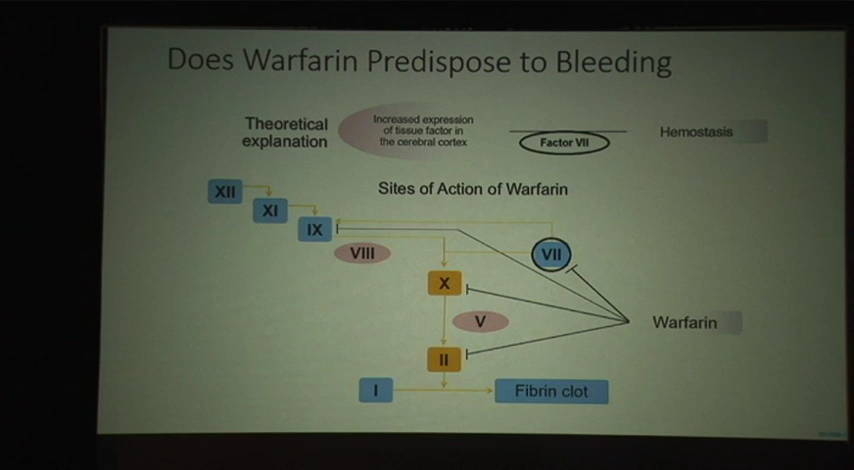 Does Warfarin Predispose to Bleeding
Theoretical
explanation
Increased expression
of tissue factor in
the cerebral cortex
Factor VII
Hemostasis
Sites of Action of Warfarin
XII
XI
IX
VIII
VII
X
V
Warfarin
II
I
Fibrin clot